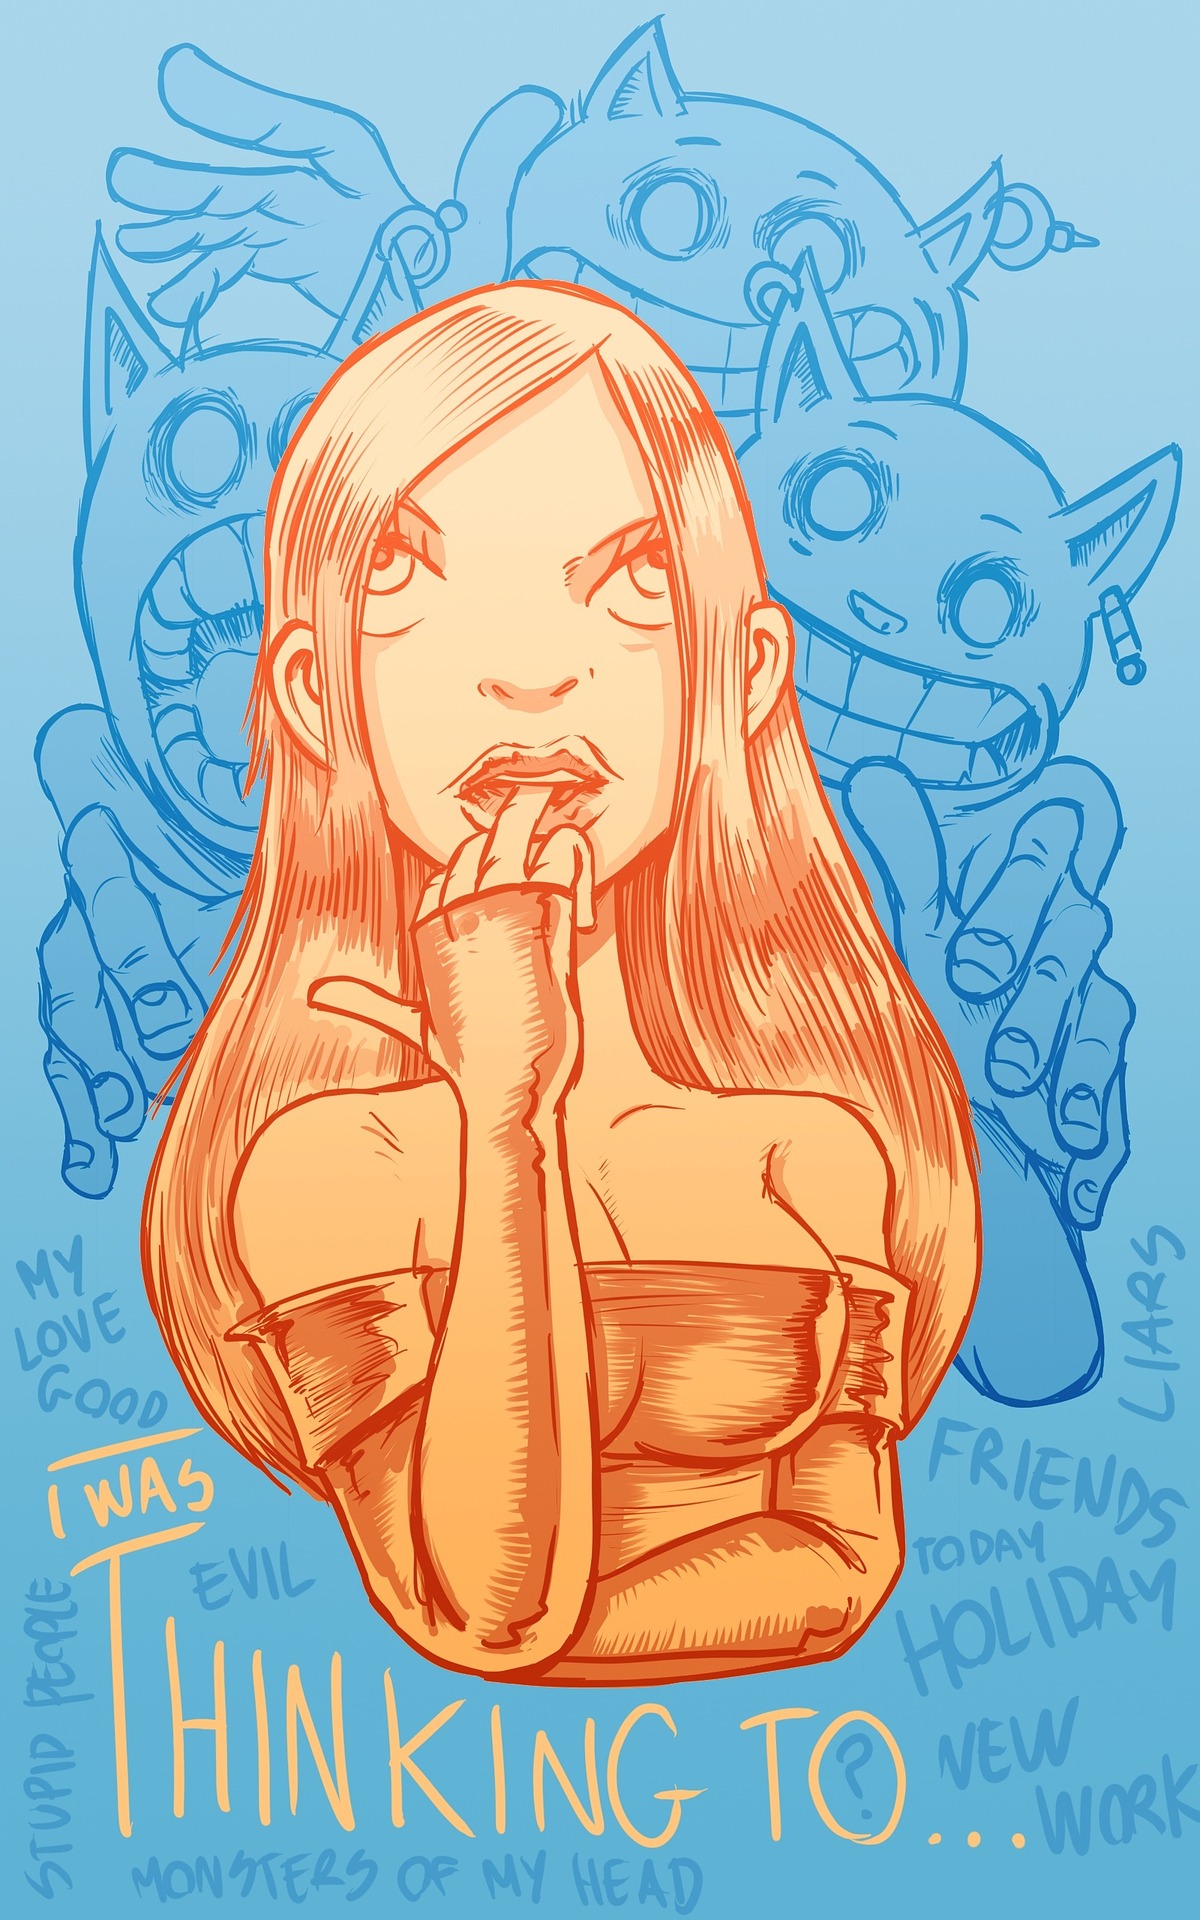 MY
LOVE
GOOD
I WAS
THINKING TO...
?
EVIL
STUPID PEOPLE
MONSTERS OF MY HEAD
LIARS
FRIENDS
TODAY
HOLIDAY
NEW
WORK